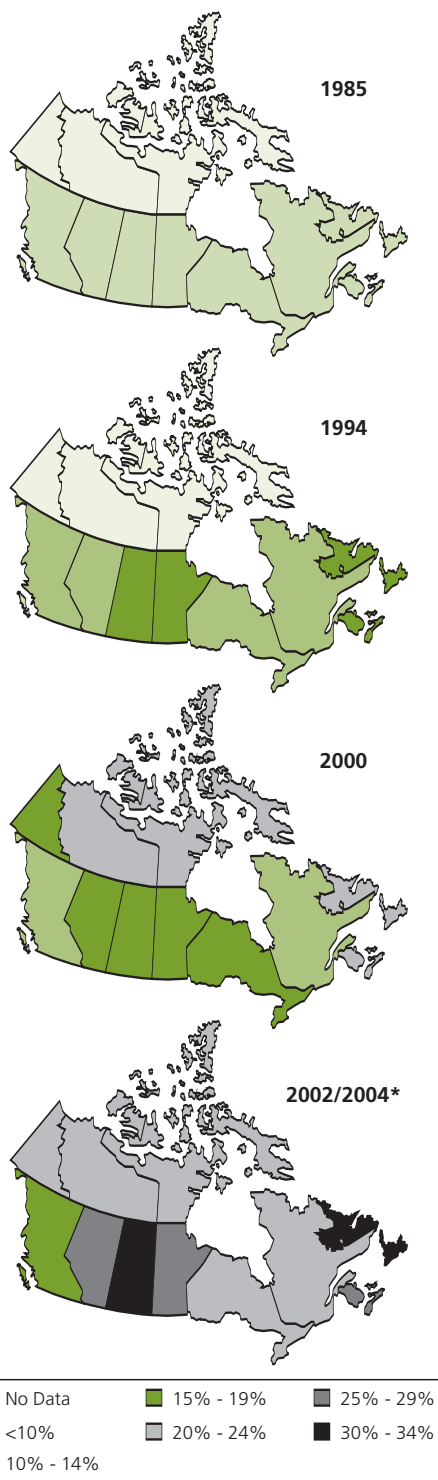 1985
1994
2000
2002/2004*
No Data 15% - 19% 25% - 29%
<10% 20% - 24% 30% - 34%
10% - 14%